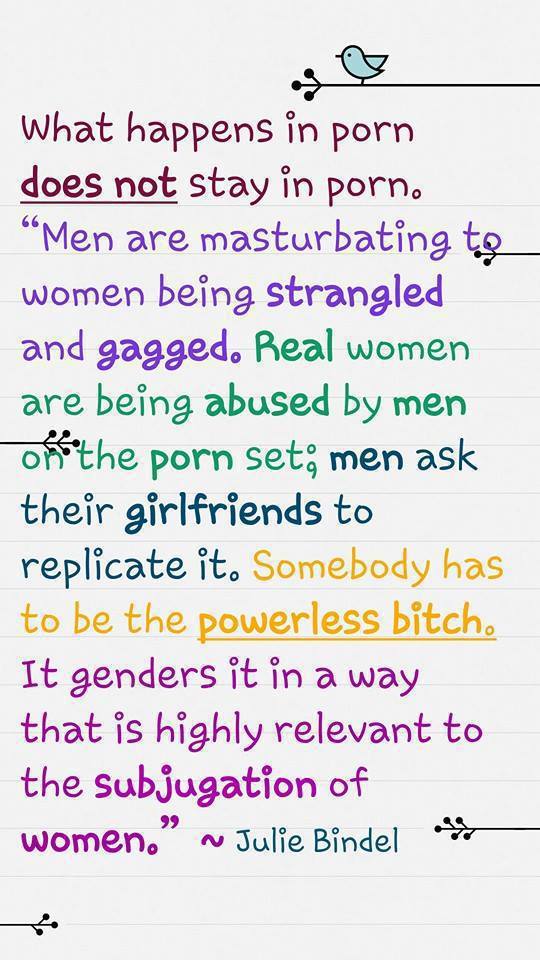 What happens in porn
does not stay in porn.
“Men are masturbating to
women being strangled
and gagged. Real women
are being abused by men
on the porn set; men ask
their girlfriends to
replicate it. Somebody has
to be the powerless bitch.
It genders it in a way
that is highly relevant to
the subjugation of
women.” ~ Julie Bindel